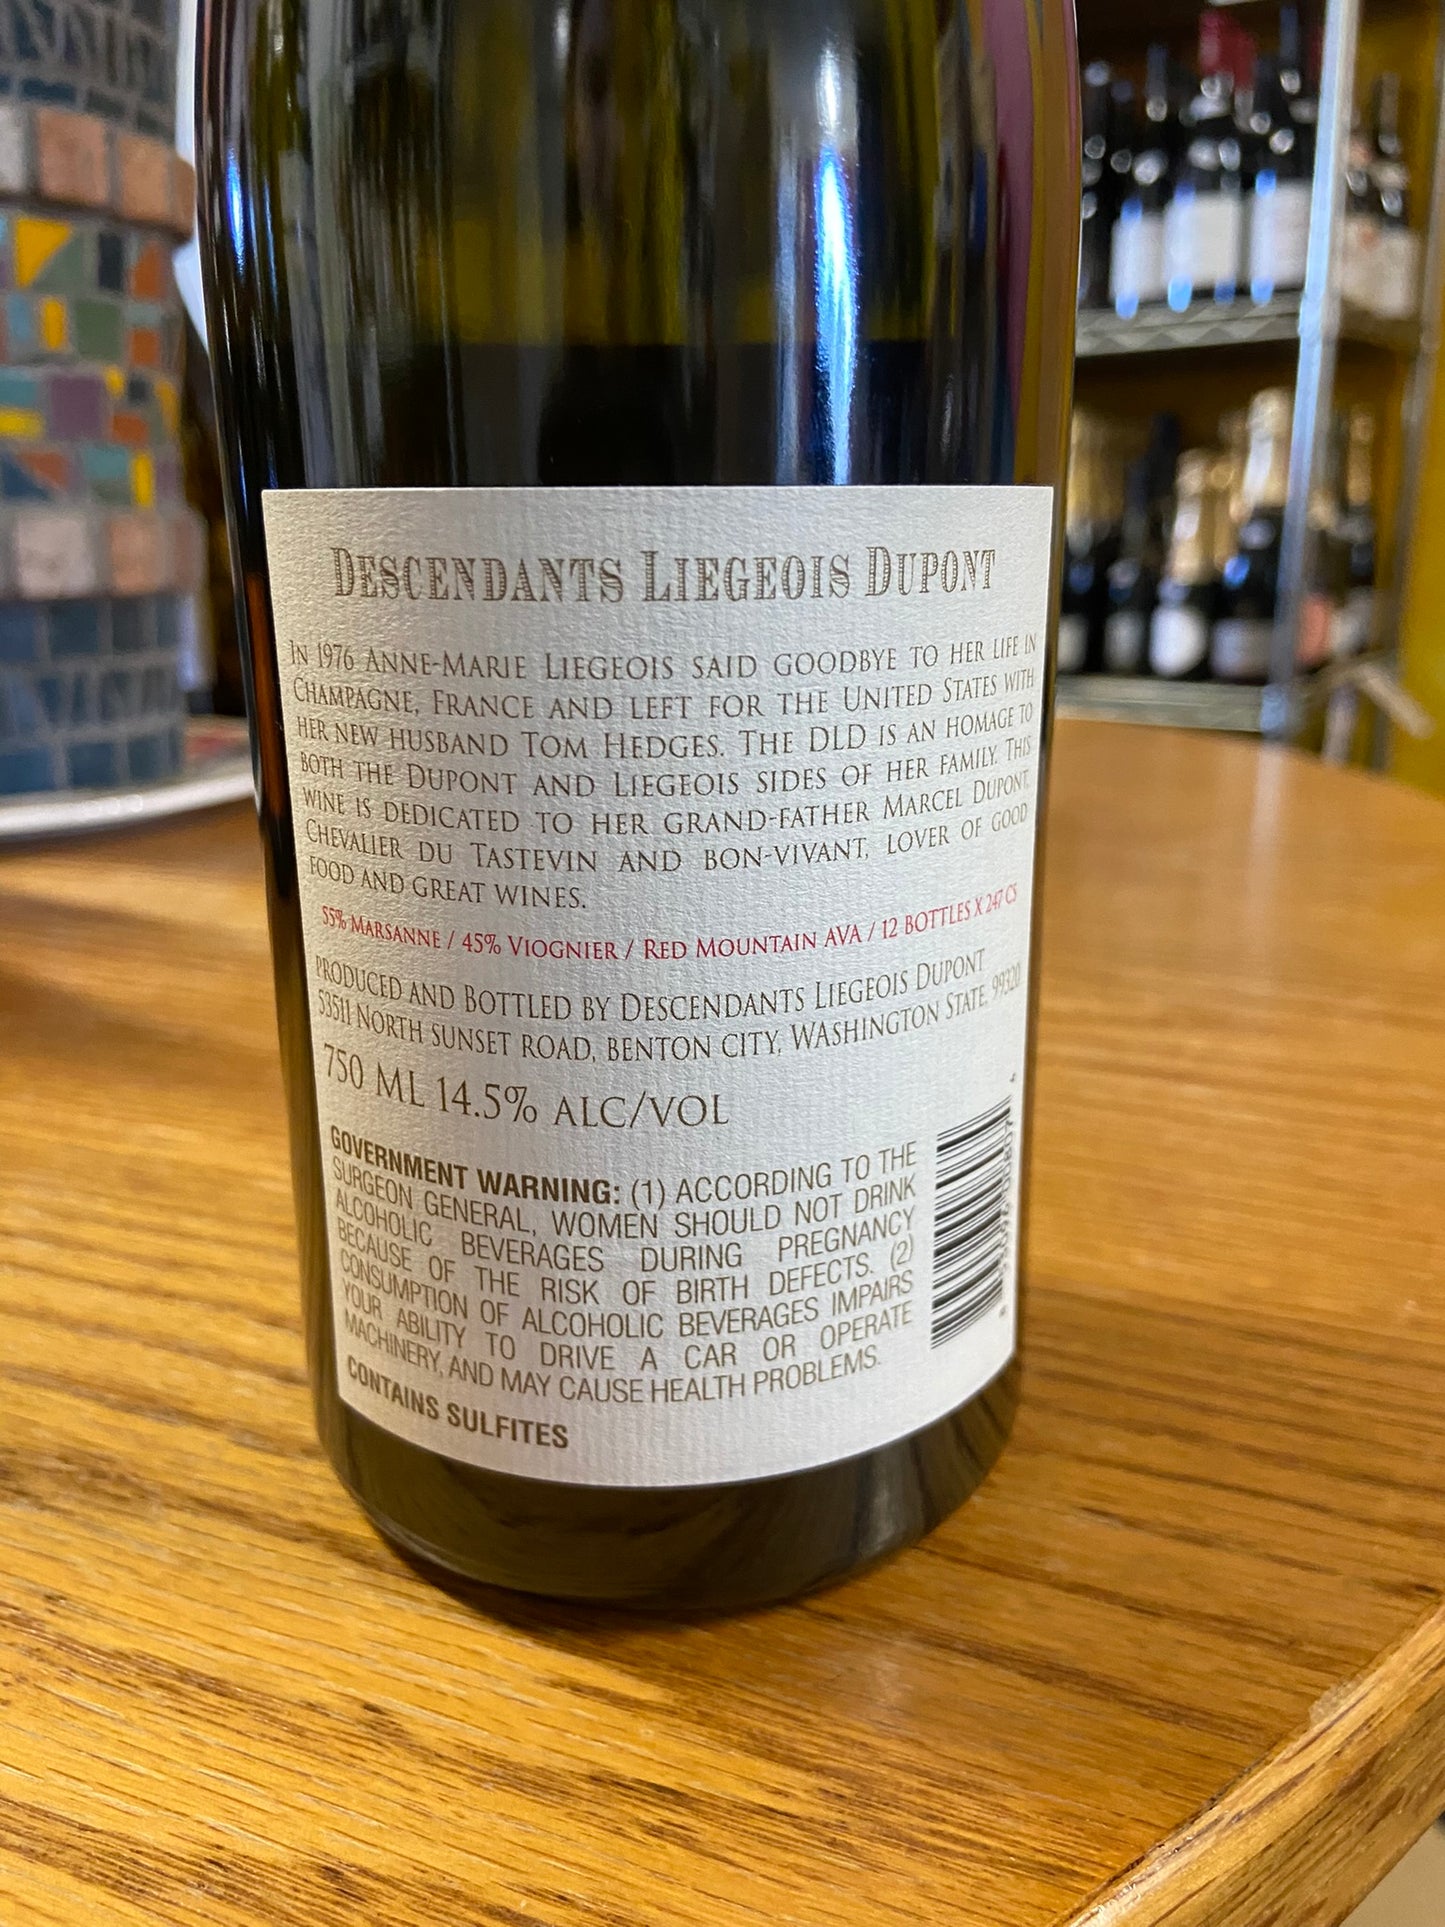 Descendants Liegeois Dupont
In 1976 Anne-Marie Liegeois said goodbye to her life in
Champagne, France and left for the United States with
her new husband Tom Hedges. The DLD is an homage to
both the Dupont and Liegeois sides of her family. This
wine is dedicated to her grand-father Marcel Dupont,
Chevalier du Tastevin and bon-vivant, lover of good
food and great wines.
55% Marsanne / 45% Viognier / Red Mountain AVA / 12 bottles x 247 cs
produced and Bottled by Descendants Liegeois Dupont
53511 North Sunset Road, Benton City, Washington State. 99320
750 ML 14.5% ALC/VOL
GOVERNMENT WARNING: (1) ACCORDING TO THE
SURGEON GENERAL, WOMEN SHOULD NOT DRINK
ALCOHOLIC BEVERAGES DURING PREGNANCY
BECAUSE OF THE RISK OF BIRTH DEFECTS. (2)
CONSUMPTION OF ALCOHOLIC BEVERAGES IMPAIRS
YOUR ABILITY TO DRIVE A CAR OR OPERATE
MACHINERY, AND MAY CAUSE HEALTH PROBLEMS.
CONTAINS SULFITES